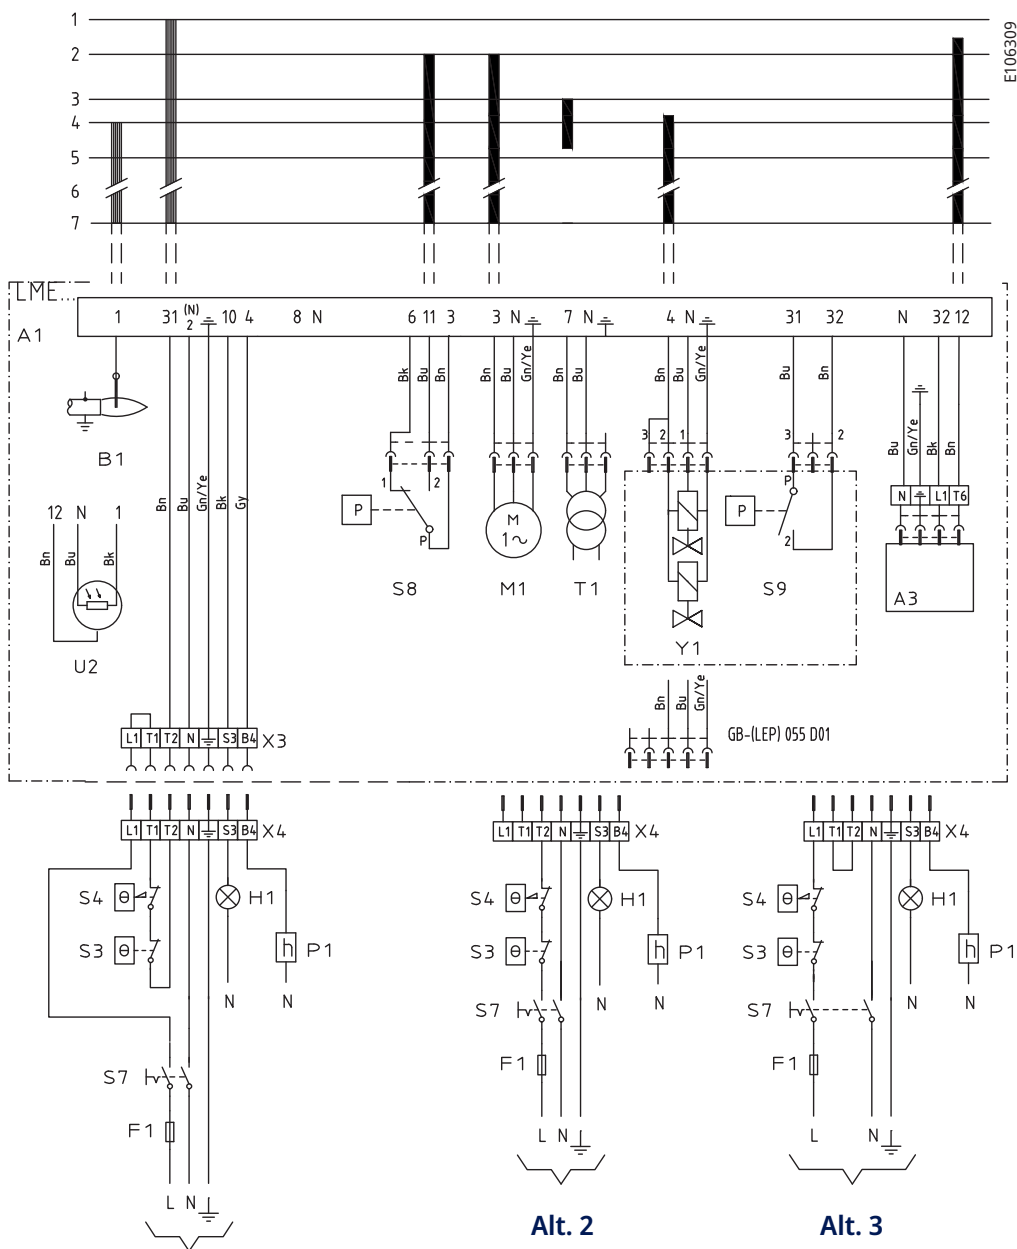 1
2
3
4
5
6
7
E106309
LME...
A1
1 31 (N) 2 10 4 8 N 6 11 3 3 N 7 N 4 N 31 32 N 32 12
Bk Bu Bn Bn Bu Gn/Ye Bn Bu Bn Bu Gn/Ye Bu Bn
B1
3 2 1 3 2
Bn Bu Gn/Ye Bk Gy
Bu Gn/Ye Bk Bn
1 2 P
N L1 T6
12 N 1
P P M 1~ P 2
Bn Bu Bk
S8 M1 T1 S9 A3
Y1
U2
Bn Bu Gn/Ye
GB-(LEP) 055 D01
L1 T1 T2 N S3 B4 X3
L1 T1 T2 N S3 B4 X4
L1 T1 T2 N S3 B4 X4
L1 T1 T2 N S3 B4 X4
S4 θ H1 S4 θ H1 S4 θ H1
S3 θ h P1 S3 θ h P1 S3 θ h P1
N N N N N N
S7 S7
F1 F1
S7
F1
L N L N
L N
Alt. 2 Alt. 3